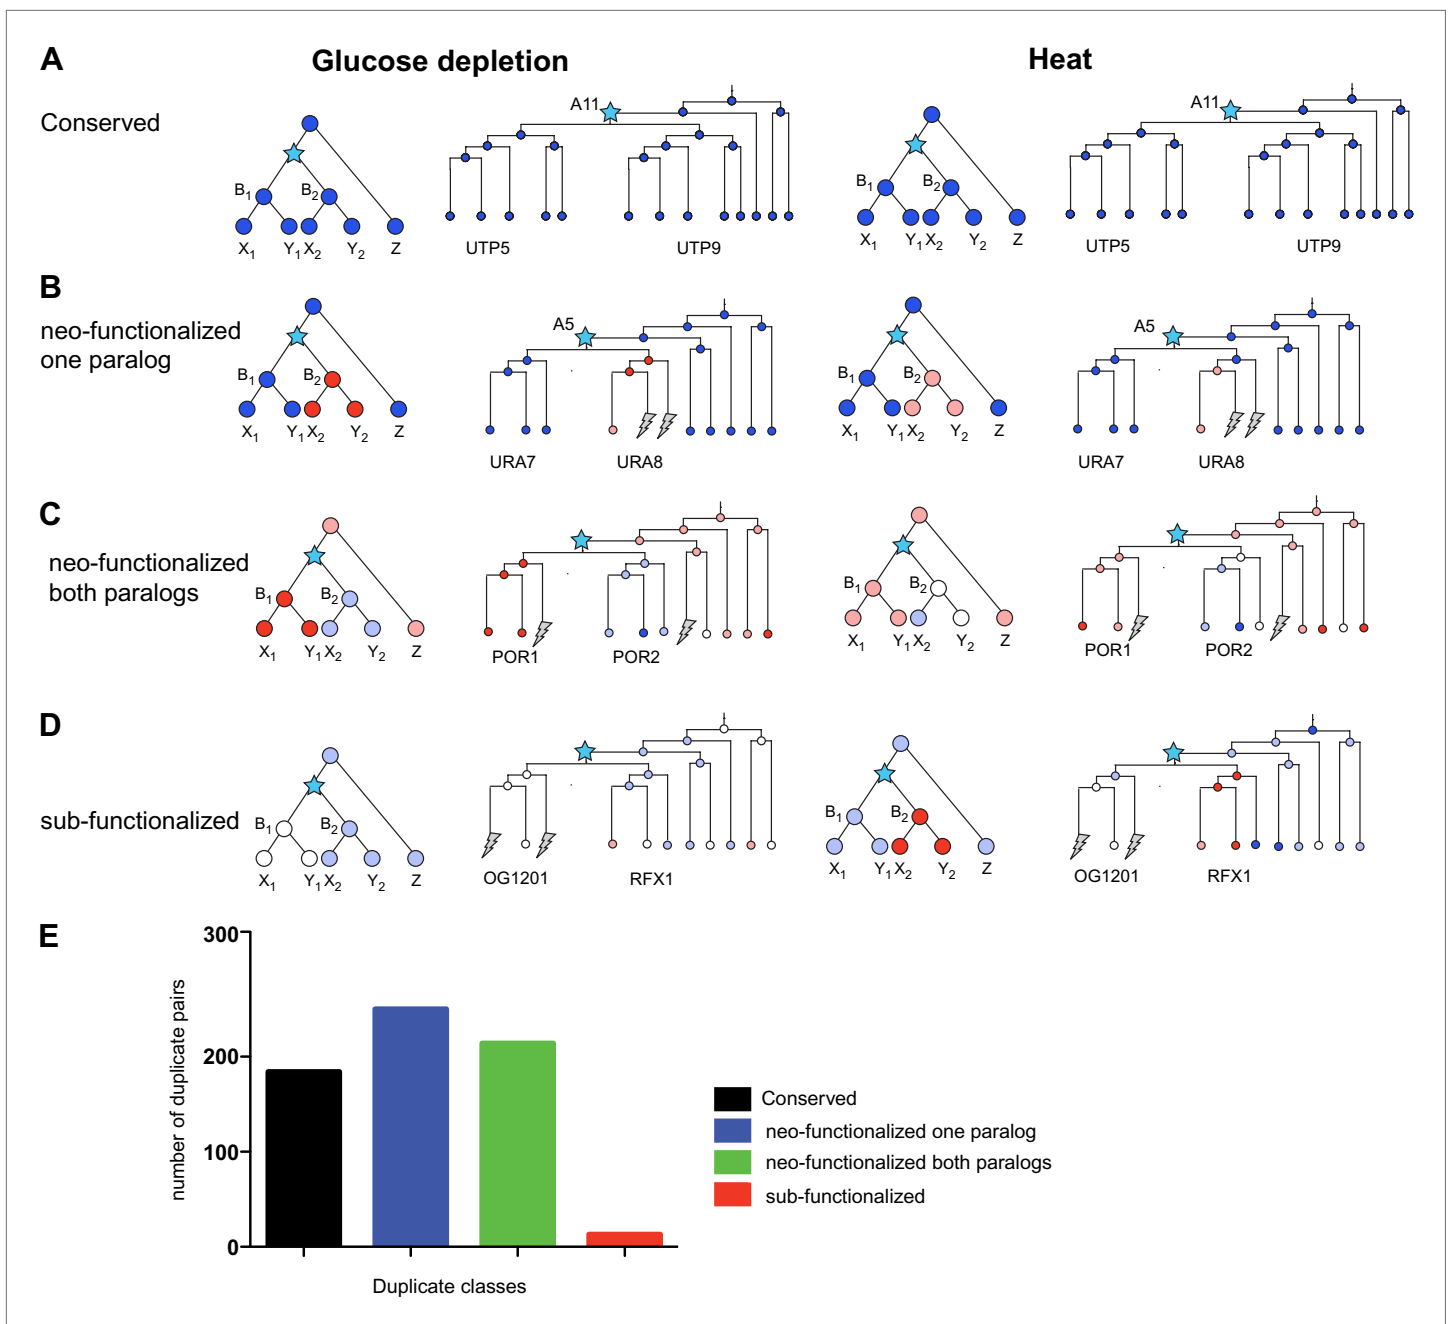 A
Glucose depletion
Heat
Conserved
A11
A11
B1
B2
B1
B2
X1 Y1 X2 Y2 Z
UTP5
UTP9
X1 Y1 X2 Y2 Z
UTP5
UTP9
B
neo-functionalized
one paralog
A5
A5
B1
B2
B1
B2
X1 Y1 X2 Y2 Z
URA7
URA8
X1 Y1 X2 Y2 Z
URA7
URA8
C
neo-functionalized
both paralogs
B1
B2
B1
B2
X1 Y1 X2 Y2 Z
POR1
POR2
X1 Y1 X2 Y2 Z
POR1
POR2
D
sub-functionalized
B1
B2
B1
B2
X1 Y1 X2 Y2 Z
OG1201
RFX1
X1 Y1 X2 Y2 Z
OG1201
RFX1
E
300
200
100
0
number of duplicate pairs
Duplicate classes
Conserved
neo-functionalized one paralog
neo-functionalized both paralogs
sub-functionalized